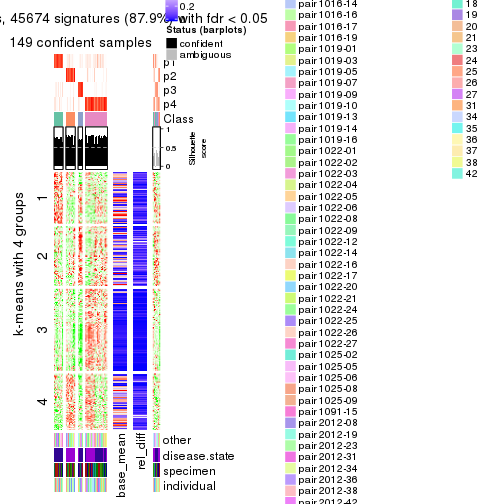 s, 45674 signatures (87.9%) with fdr < 0.05
149 confident samples
0.2
Status (barplots)
confident
ambiguous
p1
p2
p3
p4
Class
1
0.5
0
Silhouette
score
k-means with 4 groups
1
2
3
4
base_mean
rel_diff
other
disease.state
specimen
individual
pair1016-14
pair1016-16
pair1016-17
pair1016-19
pair1019-01
pair1019-03
pair1019-05
pair1019-07
pair1019-09
pair1019-10
pair1019-13
pair1019-14
pair1019-16
pair1022-01
pair1022-02
pair1022-03
pair1022-04
pair1022-05
pair1022-06
pair1022-08
pair1022-09
pair1022-12
pair1022-14
pair1022-16
pair1022-17
pair1022-20
pair1022-21
pair1022-24
pair1022-25
pair1022-26
pair1022-27
pair1025-02
pair1025-05
pair1025-06
pair1025-08
pair1025-09
pair1091-15
pair2012-08
pair2012-19
pair2012-23
pair2012-31
pair2012-34
pair2012-36
pair2012-38
pair2012-42
18
19
20
21
23
24
25
26
27
31
34
35
36
37
38
42